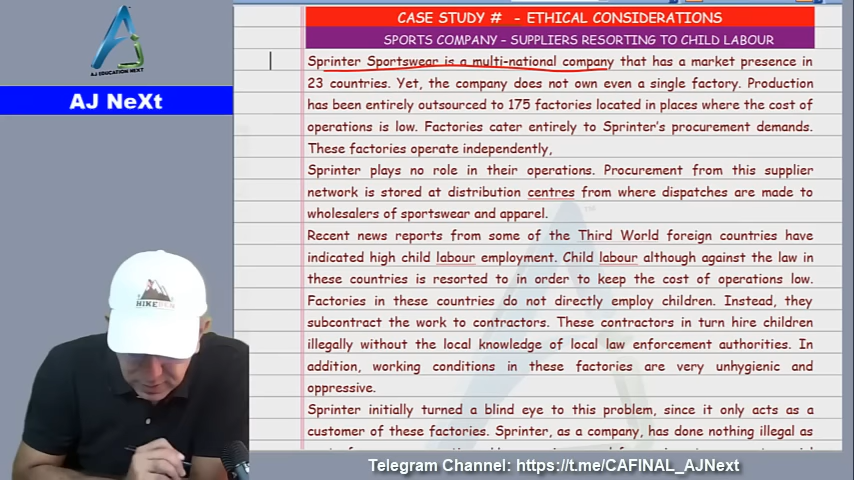 CASE STUDY # - ETHICAL CONSIDERATIONS
SPORTS COMPANY – SUPPLIERS RESORTING TO CHILD LABOUR
Sprinter Sportswear is a multi-national company that has a market presence in
23 countries. Yet, the company does not own even a single factory. Production
has been entirely outsourced to 175 factories located in places where the cost of
operations is low. Factories cater entirely to Sprinter's procurement demands.
These factories operate independently,
Sprinter plays no role in their operations. Procurement from this supplier
network is stored at distribution centres from where dispatches are made to
wholesalers of sportswear and apparel.
Recent news reports from some of the Third World foreign countries have
indicated high child labour employment. Child labour although against the law in
these countries is resorted to in order to keep the cost of operations low.
Factories in these countries do not directly employ children. Instead, they
subcontract the work to contractors. These contractors in turn hire children
illegally without the local knowledge of local law enforcement authorities. In
addition, working conditions in these factories are very unhygienic and
oppressive.
Sprinter initially turned a blind eye to this problem, since it only acts as a
customer of these factories. Sprinter, as a company, has done nothing illegal as
AJ EDUCATION NEXT
AJ NeXt
HIKE
Telegram Channel: https://t.me/CAFINAL_AJNext